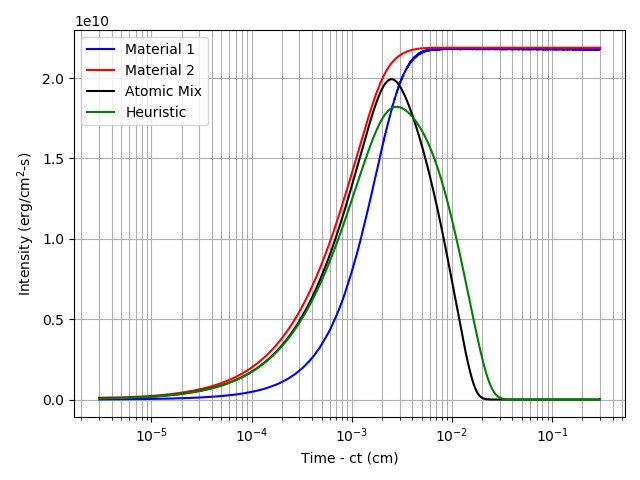 1e10
Material 1
Material 2
Atomic Mix
Heuristic
2.0
1.5
1.0
0.5
0.0
Intensity (erg/cm²-s)
10⁻⁵ 10⁻⁴ 10⁻³ 10⁻² 10⁻¹
Time - ct (cm)